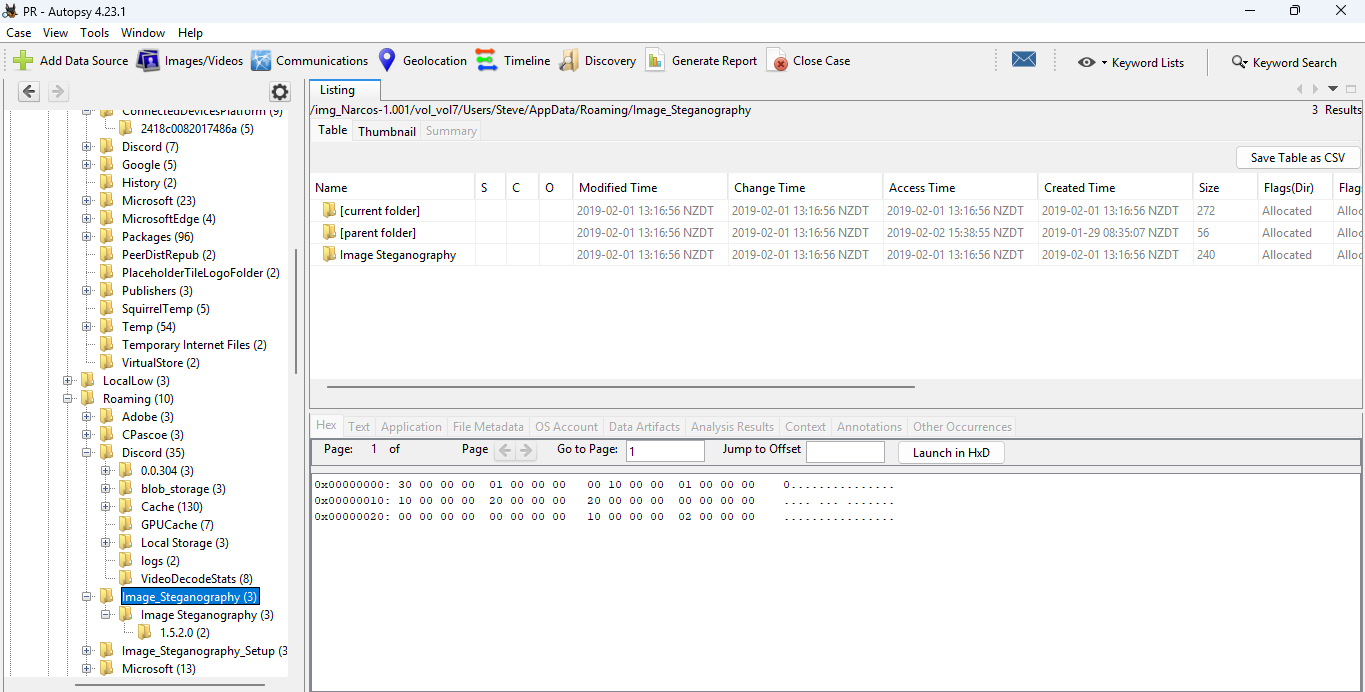 PR - Autopsy 4.23.1
Case View Tools Window Help
Add Data Source Images/Videos Communications Geolocation Timeline Discovery Generate Report Close Case Keyword Lists Keyword Search
ConnectedDevicesPlatform (9)
2418c0082017486a (5)
Discord (7)
Google (5)
History (2)
Microsoft (23)
MicrosoftEdge (4)
Packages (96)
PeerDistRepub (2)
PlaceholderTileLogoFolder (2)
Publishers (3)
SquirrelTemp (5)
Temp (54)
Temporary Internet Files (2)
VirtualStore (2)
LocalLow (3)
Roaming (10)
Adobe (3)
CPascoe (3)
Discord (35)
0.0.304 (3)
blob_storage (3)
Cache (130)
GPUCache (7)
Local Storage (3)
logs (2)
VideoDecodeStats (8)
Image_Steganography (3)
Image Steganography (3)
1.5.2.0 (2)
Image_Steganography_Setup (3
Microsoft (13)
Listing
/img_Narcos-1.001/vol_vol7/Users/Steve/AppData/Roaming/Image_Steganography
3 Results
Table Thumbnail Summary
Save Table as CSV
Name S C O Modified Time Change Time Access Time Created Time Size Flags(Dir) Flag
[current folder] 2019-02-01 13:16:56 NZDT 2019-02-01 13:16:56 NZDT 2019-02-01 13:16:56 NZDT 2019-02-01 13:16:56 NZDT 272 Allocated Alloc
[parent folder] 2019-02-01 13:16:56 NZDT 2019-02-01 13:16:56 NZDT 2019-02-02 15:38:55 NZDT 2019-01-29 08:35:07 NZDT 56 Allocated Alloc
Image Steganography 2019-02-01 13:16:56 NZDT 2019-02-01 13:16:56 NZDT 2019-02-01 13:16:56 NZDT 2019-02-01 13:16:56 NZDT 240 Allocated Alloc
Hex Text Application File Metadata OS Account Data Artifacts Analysis Results Context Annotations Other Occurrences
Page: 1 of Page Go to Page: 1 Jump to Offset Launch in HxD
0x00000000: 30 00 00 00 01 00 00 00 00 10 00 00 01 00 00 00 0...............
0x00000010: 10 00 00 00 20 00 00 00 20 00 00 00 00 00 00 00 .... ... .......
0x00000020: 00 00 00 00 00 00 00 00 10 00 00 00 02 00 00 00 ................